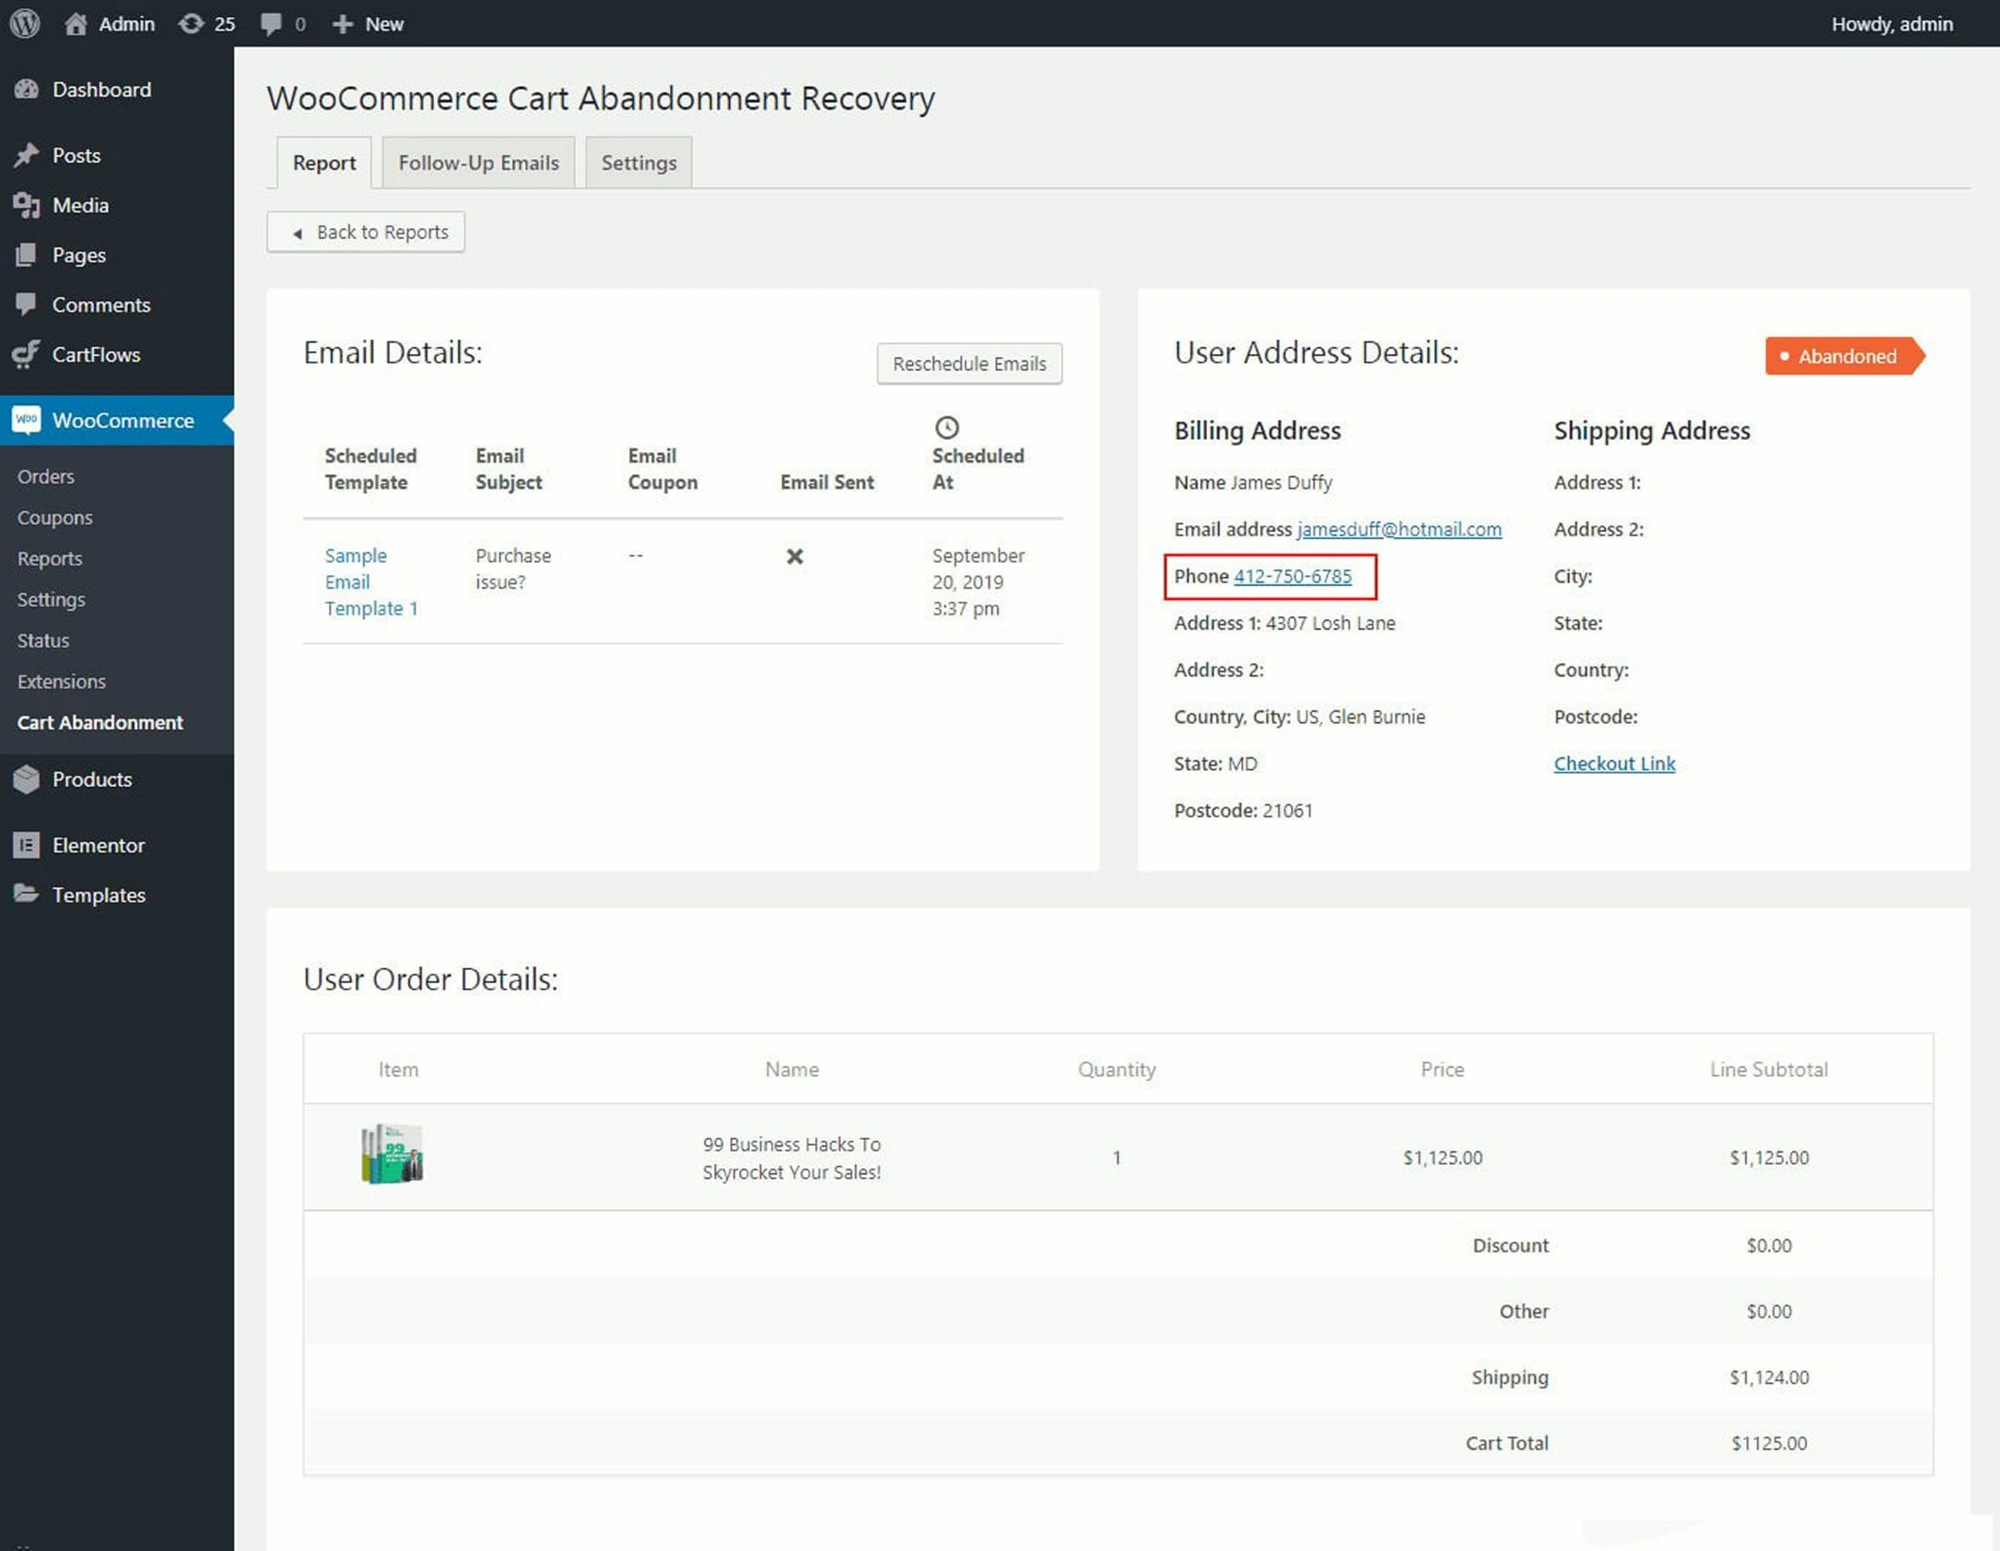 Admin 25 0 New Howdy, admin
Dashboard
Posts
Media
Pages
Comments
CartFlows
WooCommerce
Orders
Coupons
Reports
Settings
Status
Extensions
Cart Abandonment
Products
Elementor
Templates
WooCommerce Cart Abandonment Recovery
Report Follow-Up Emails Settings
Back to Reports
Email Details:
Reschedule Emails
Scheduled Template Email Subject Email Coupon Email Sent Scheduled At
Sample Email Template 1 Purchase issue? -- September 20, 2019 3:37 pm
User Address Details:
Abandoned
Billing Address
Name James Duffy
Email address jamesduff@hotmail.com
Phone 412-750-6785
Address 1: 4307 Losh Lane
Address 2:
Country, City: US, Glen Burnie
State: MD
Postcode: 21061
Shipping Address
Address 1:
Address 2:
City:
State:
Country:
Postcode:
Checkout Link
User Order Details:
Item Name Quantity Price Line Subtotal
99
99 Business Hacks To
Skyrocket Your Sales!
1 $1,125.00 $1,125.00
Discount $0.00
Other $0.00
Shipping $1,124.00
Cart Total $1125.00